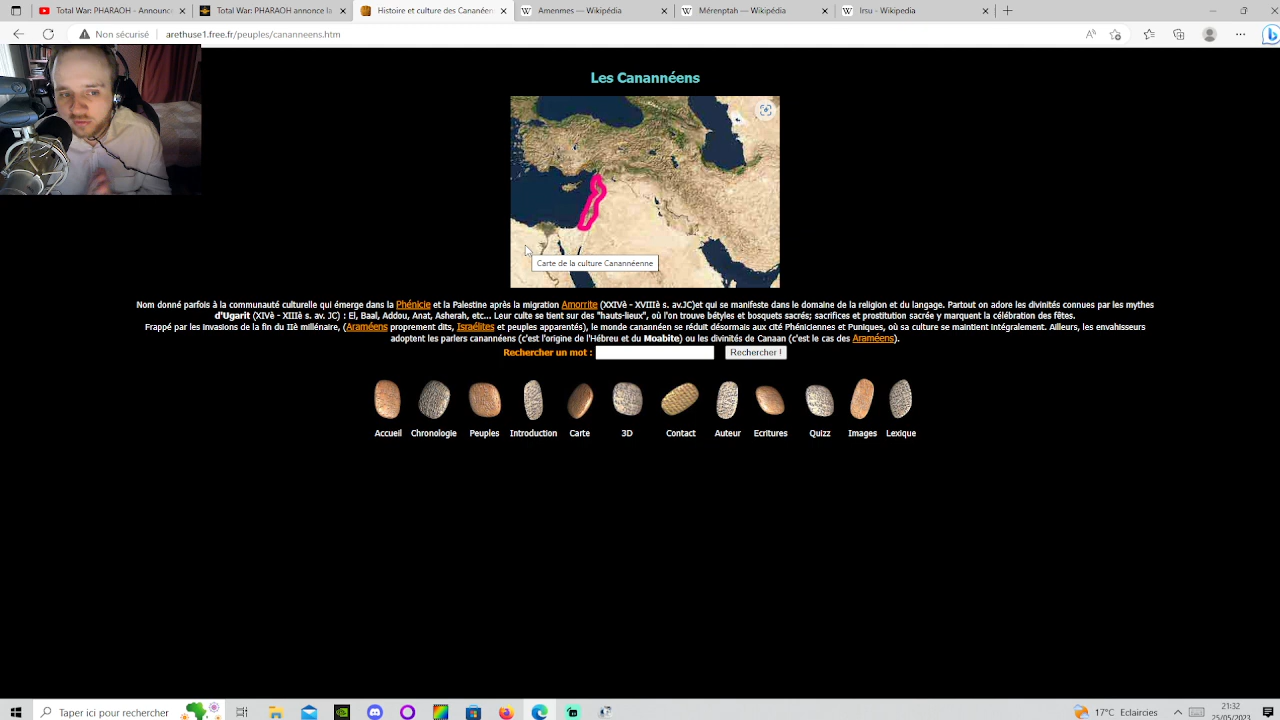 Total War: PHARAOH - Announc
Total War: PHARAOH annonce la
Histoire et culture des Cananéen
Amenmes — Wikipédia
Mérenptah — Wikipédia
Irsu - Wikipedia
Non sécurisé
arethuse1.free.fr/peuples/cananneens.htm
Les Canannéens
Carte de la culture Canannéenne
Nom donné parfois à la communauté culturelle qui émerge dans la Phénicie et la Palestine après la migration Amorrite (XXIVè - XVIIIè s. av.JC)et qui se manifeste dans le domaine de la religion et du langage. Partout on adore les divinités connues par les mythes
d'Ugarit (XIVè - XIIIè s. av. JC) : El, Baal, Addou, Anat, Asherah, etc... Leur culte se tient sur des "hauts-lieux", où l'on trouve bétyles et bosquets sacrés; sacrifices et prostitution sacrée y marquent la célébration des fêtes.
Frappé par les invasions de la fin du IIè millénaire, (Araméens proprement dits, Israélites et peuples apparentés), le monde canannéen se réduit désormais aux cité Phéniciennes et Puniques, où sa culture se maintient intégralement. Ailleurs, les envahisseurs
adoptent les parlers canannéens (c'est l'origine de l'Hébreu et du Moabite) ou les divinités de Canaan (c'est le cas des Araméens).
Rechercher un mot : Rechercher !
Accueil Chronologie Peuples Introduction Carte 3D Contact Auteur Ecritures Quizz Images Lexique
Taper ici pour rechercher
17°C Eclaircies
21:32
25/05/2023